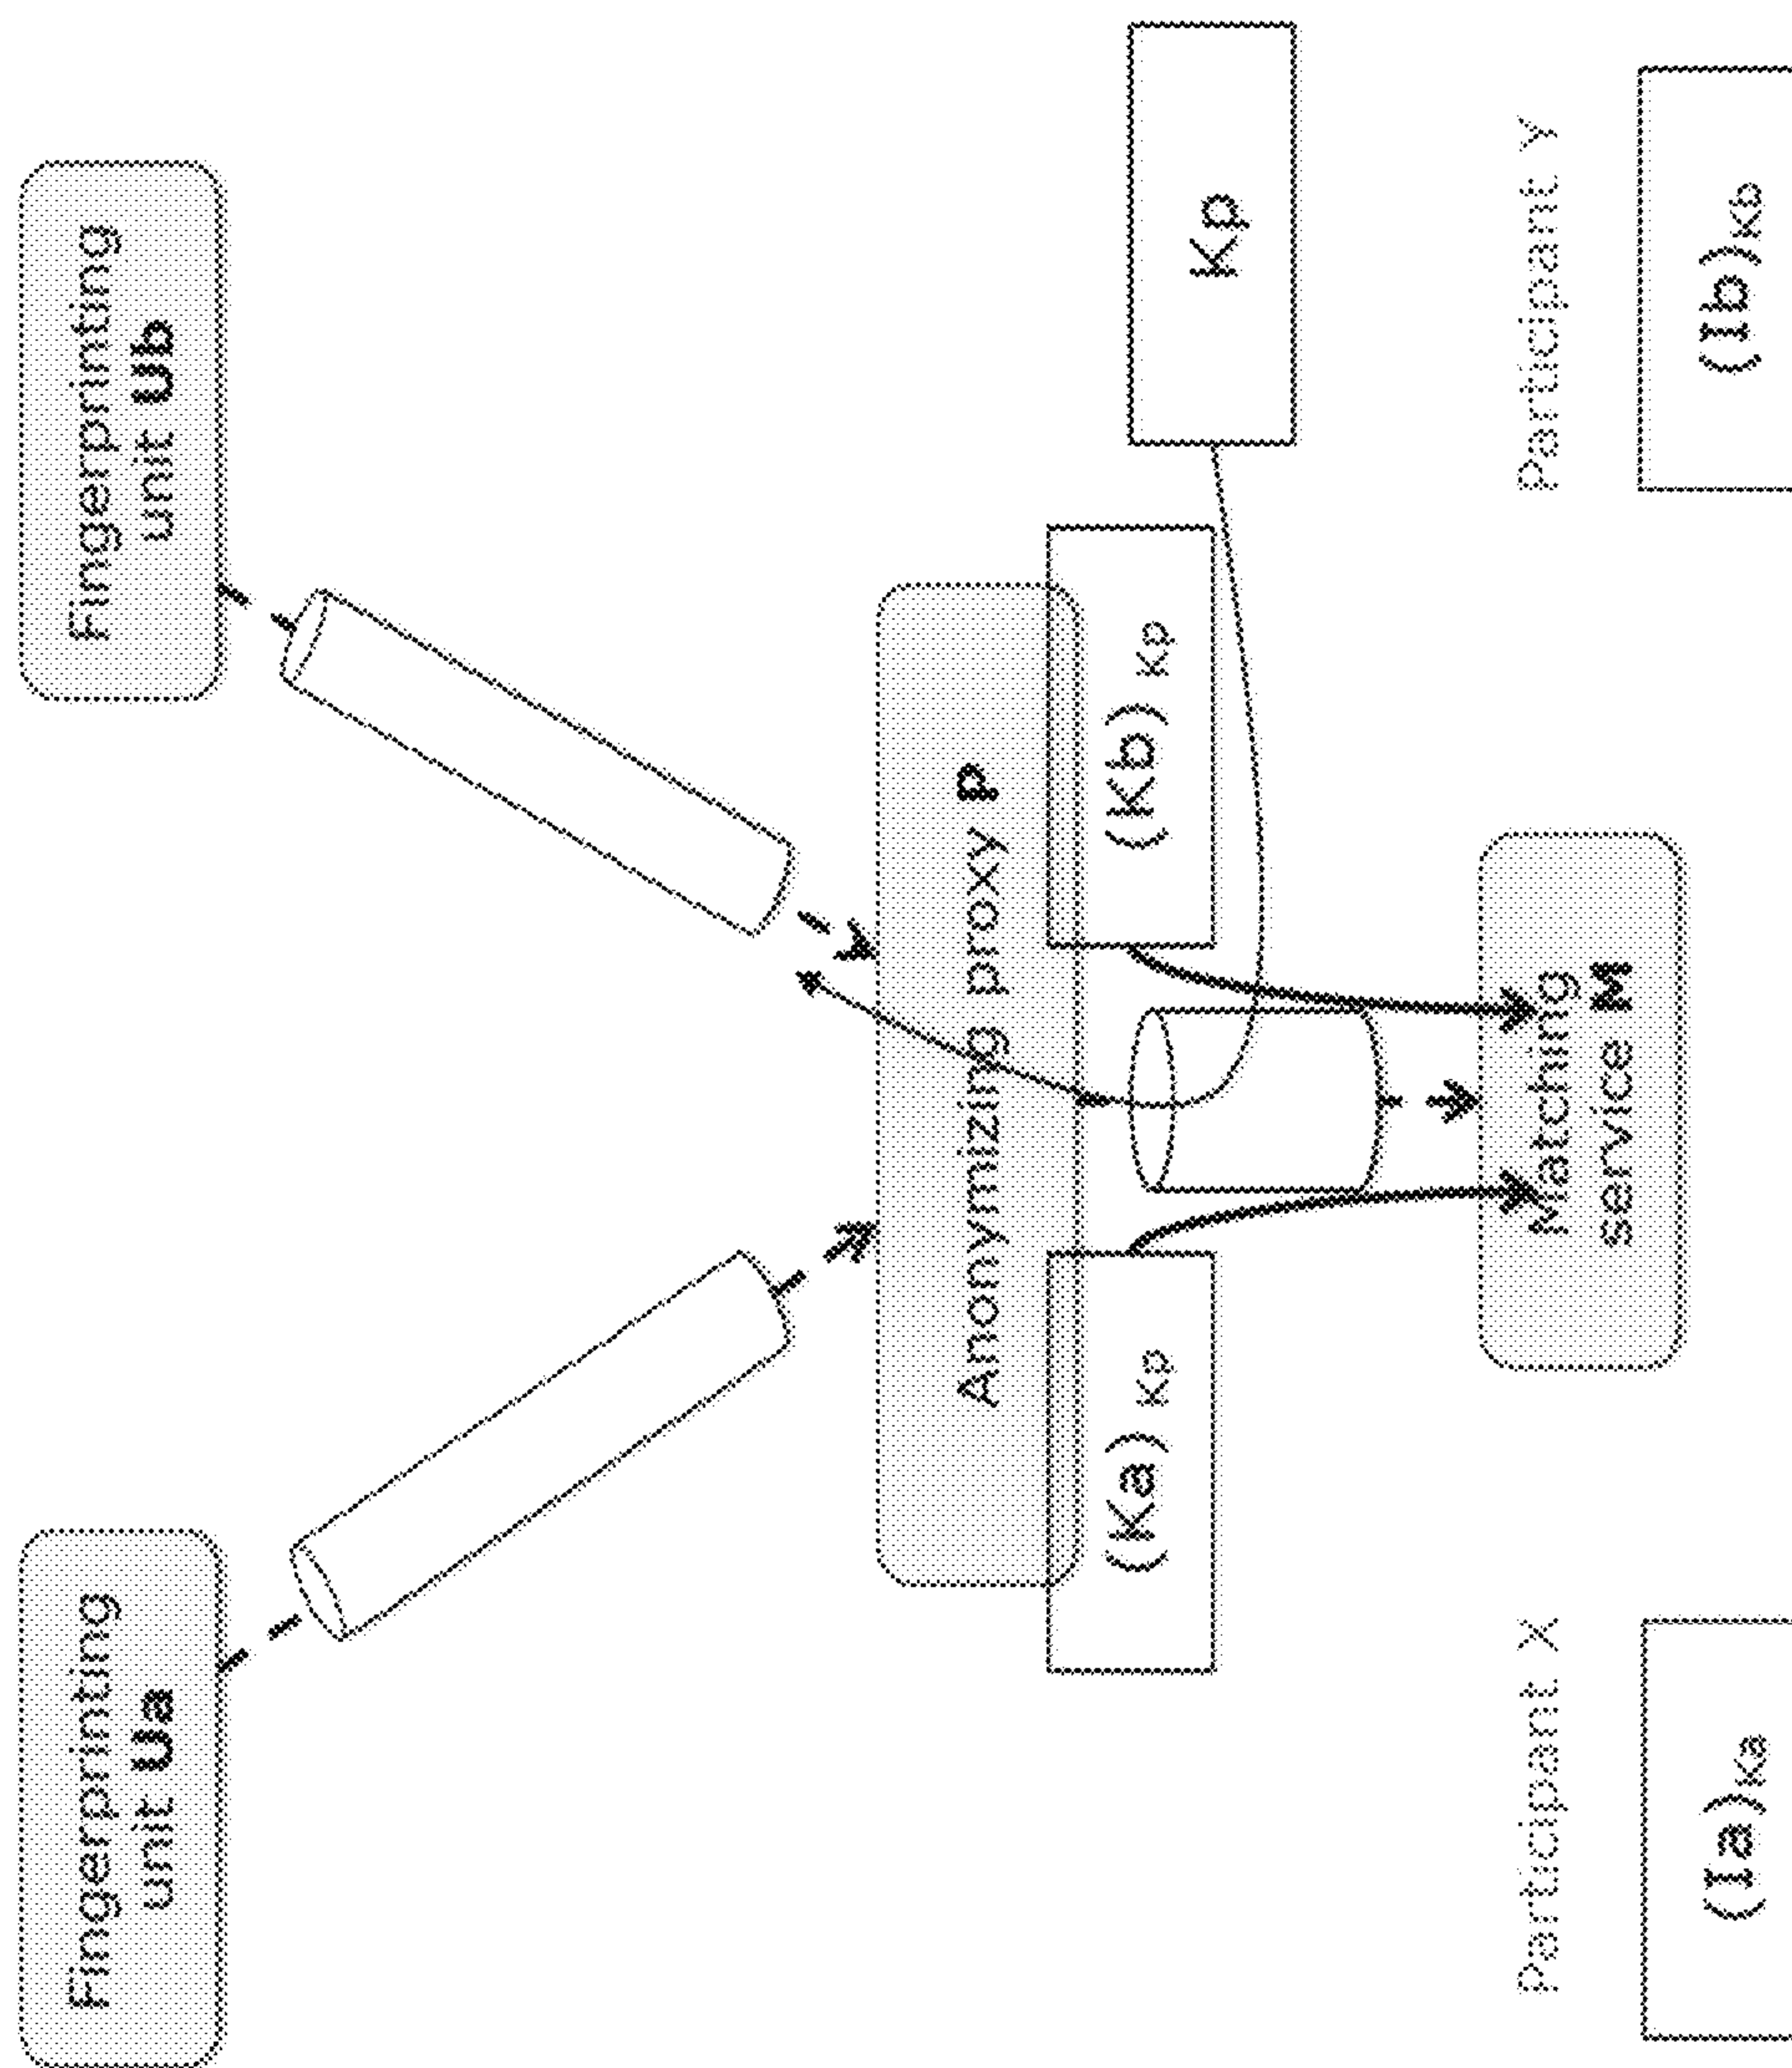 Fingerprinting
unit Ua
Fingerprinting
unit Ub
Anonymizing proxy P
(Ka) Kp
(Kb) Kp
Kp
Matching
service M
Participant X
Participant Y
(Ia)Ka
(Ib)Kb